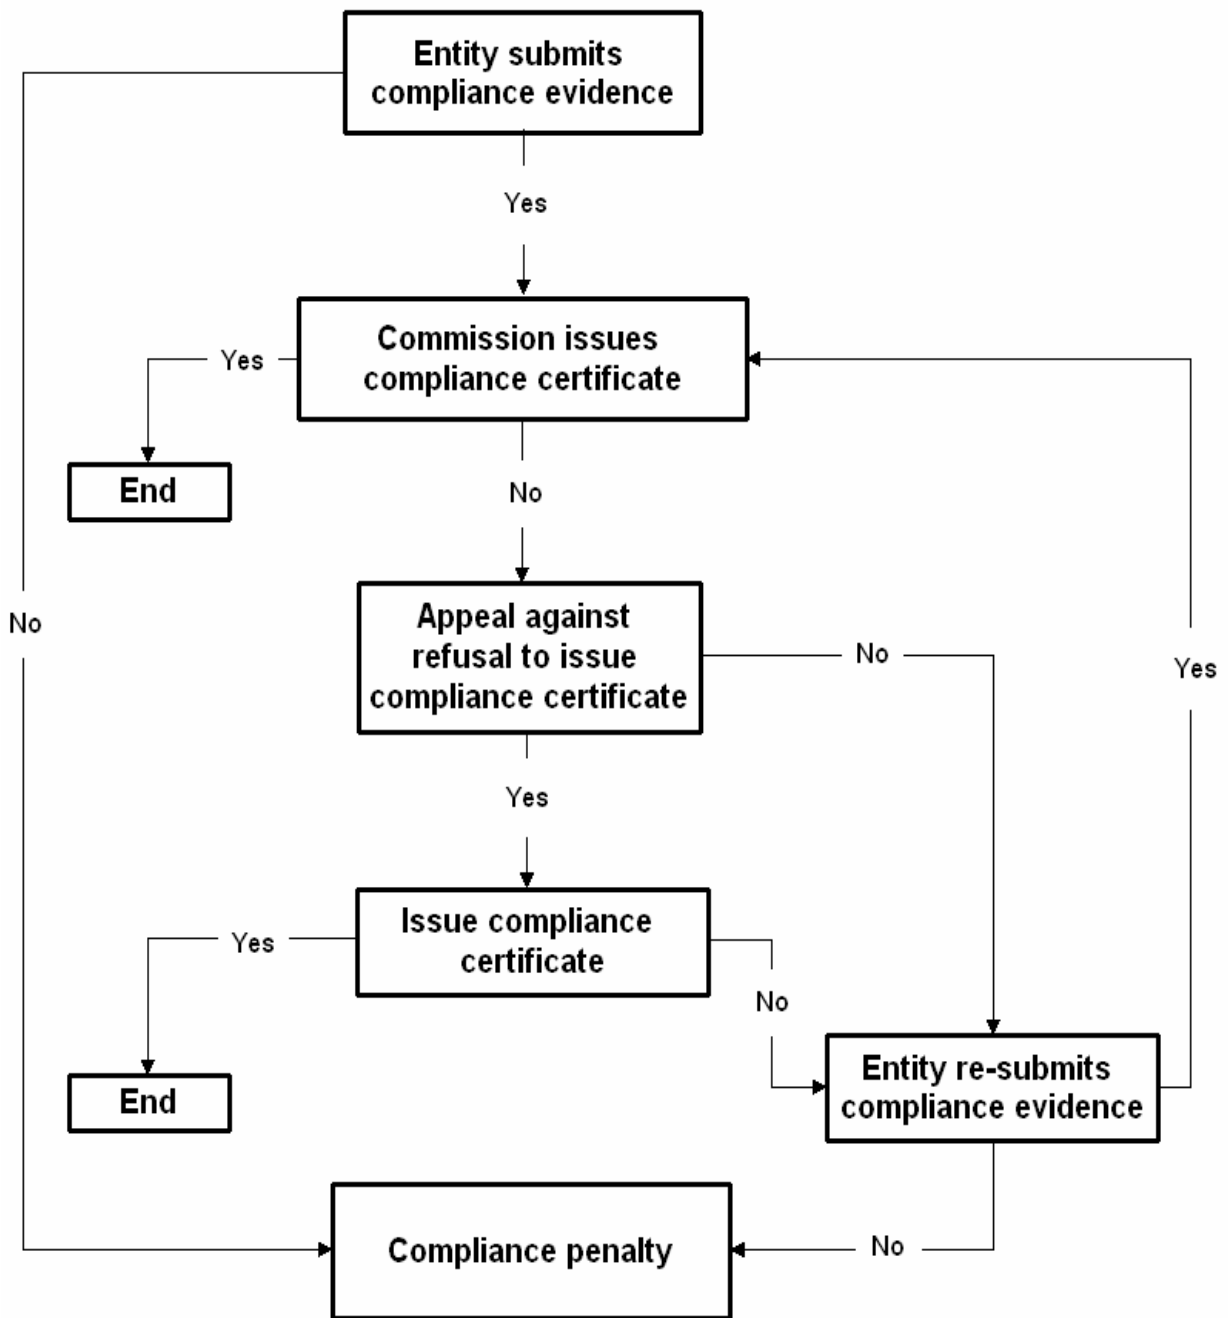 Entity submits
compliance evidence
Yes
Commission issues
compliance certificate
Yes
End
No
No
Appeal against
refusal to issue
compliance certificate
No
Yes
Yes
Issue compliance
certificate
Yes
No
End
Entity re-submits
compliance evidence
Compliance penalty
No